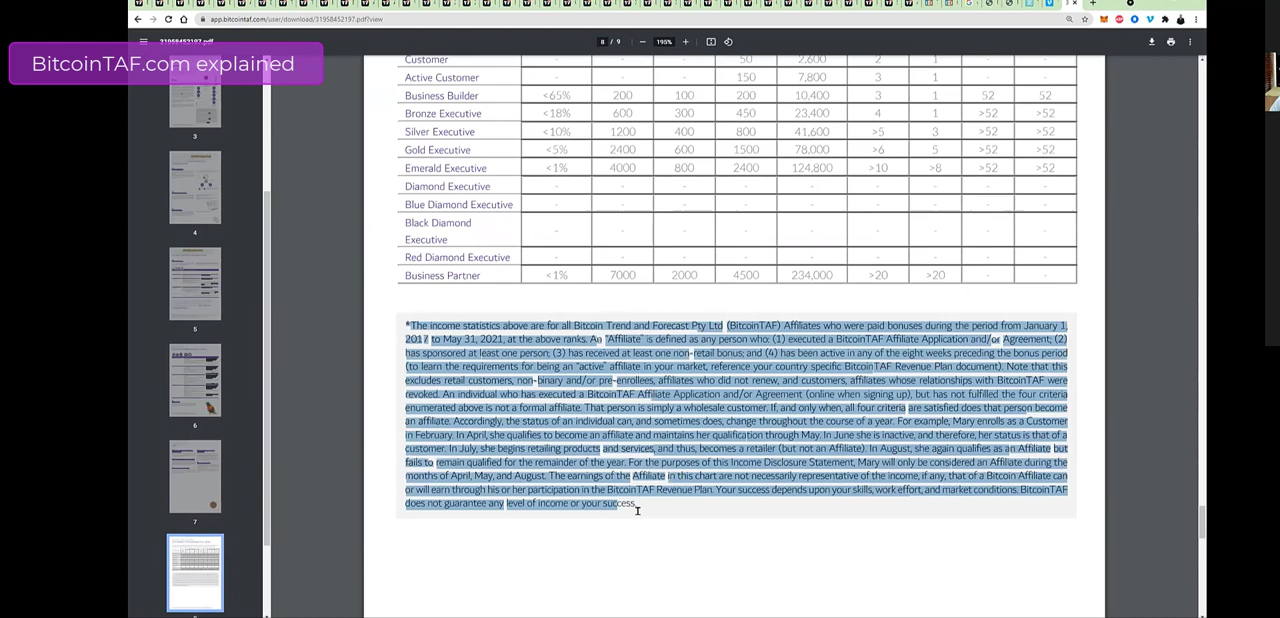 app.bitcointaf.com/user/download/31958452197.pdf?view
31958452197.pdf
8 / 9
195%
BitcoinTAF.com explained
3
4
5
6
7
Customer - - - 50 2,600 2 1 - -
Active Customer - - - 150 7,800 3 1 - -
Business Builder <65% 200 100 200 10,400 3 1 52 52
Bronze Executive <18% 600 300 450 23,400 4 1 >52 >52
Silver Executive <10% 1200 400 800 41,600 >5 3 >52 >52
Gold Executive <5% 2400 600 1500 78,000 >6 5 >52 >52
Emerald Executive <1% 4000 800 2400 124,800 >10 >8 >52 >52
Diamond Executive - - - - - - - - -
Blue Diamond Executive - - - - - - - - -
Black Diamond
Executive - - - - - - - - -
Red Diamond Executive - - - - - - - - -
Business Partner <1% 2000 4500 234,000 >20 >20 - -
*The income statistics above are for all Bitcoin Trend and Forecast Pty Ltd (BitcoinTAF) Affiliates who were paid bonuses during the period from January 1,
2017 to May 31, 2021, at the above ranks. An "Affiliate" is defined as any person who: (1) executed a BitcoinTAF Affiliate Application and/or Agreement; (2)
has sponsored at least one person; (3) has received at least one non-retail bonus; and (4) has been active in any of the eight weeks preceding the bonus period
(to learn the requirements for being an "active" affiliate in your market, reference your country specific BitcoinTAF Revenue Plan document). Note that this
excludes retail customers, non-binary and/or pre-enrollees, affiliates who did not renew, and customers, affiliates whose relationships with BitcoinTAF were
revoked. An individual who has executed a BitcoinTAF Affiliate Application and/or Agreement (online when signing up), but has not fulfilled the four criteria
enumerated above is not a formal affiliate. That person is simply a wholesale customer. If, and only when, all four criteria are satisfied does that person become
an affiliate. Accordingly, the status of an individual can, and sometimes does, change throughout the course of a year. For example, Mary enrolls as a Customer
in February. In April, she qualifies to become an affiliate and maintains her qualification through May. In June she is inactive, and therefore, her status is that of a
customer. In July, she begins retailing products and services, and thus, becomes a retailer (but not an Affiliate). In August, she again qualifies as an Affiliate but
fails to remain qualified for the remainder of the year. For the purposes of this Income Disclosure Statement, Mary will only be considered an Affiliate during the
months of April, May, and August. The earnings of the Affiliate in this chart are not necessarily representative of the income, if any, that of a Bitcoin Affiliate can
or will earn through his or her participation in the BitcoinTAF Revenue Plan. Your success depends upon your skills, work effort, and market conditions. BitcoinTAF
does not guarantee any level of income or your success.